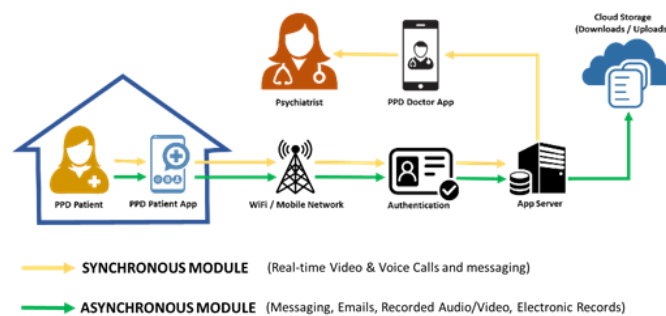 Cloud Storage
(Downloads / Uploads)
Psychiatrist
PPD Doctor App
PPD Patient
PPD Patient App
WiFi / Mobile Network
Authentication
App Server
SYNCHRONOUS MODULE (Real-time Video & Voice Calls and messaging)
ASYNCHRONOUS MODULE (Messaging, Emails, Recorded Audio/Video, Electronic Records)